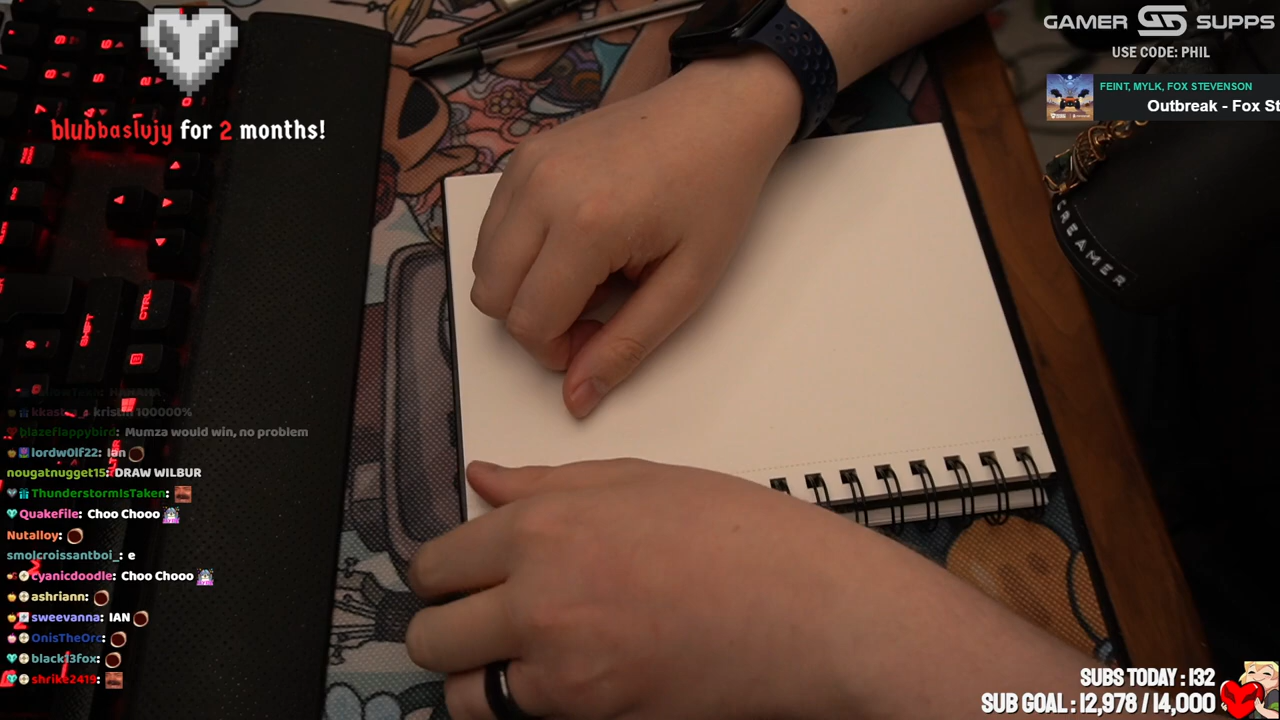 GAMER SUPPS
USE CODE: PHIL
FEINT, MYLK, FOX STEVENSON
Outbreak - Fox St
blubbaslvjy for 2 months!
CREAMER
CTRL
SHIFT
kristin 100000%
blazeflappybird: Mumza would win, no problem
lordw0lf22: Ian
nougatnugget15: DRAW WILBUR
ThunderstormIsTaken:
Quakefile: Choo Chooo
Nutalloy:
smolcroissantboi_: e
cyanicdoodle: Choo Chooo
ashriann:
sweevanna: IAN
OnisTheOrc:
black13fox:
shrike2419:
SUBS TODAY : 132
SUB GOAL : 12,978 / 14,000